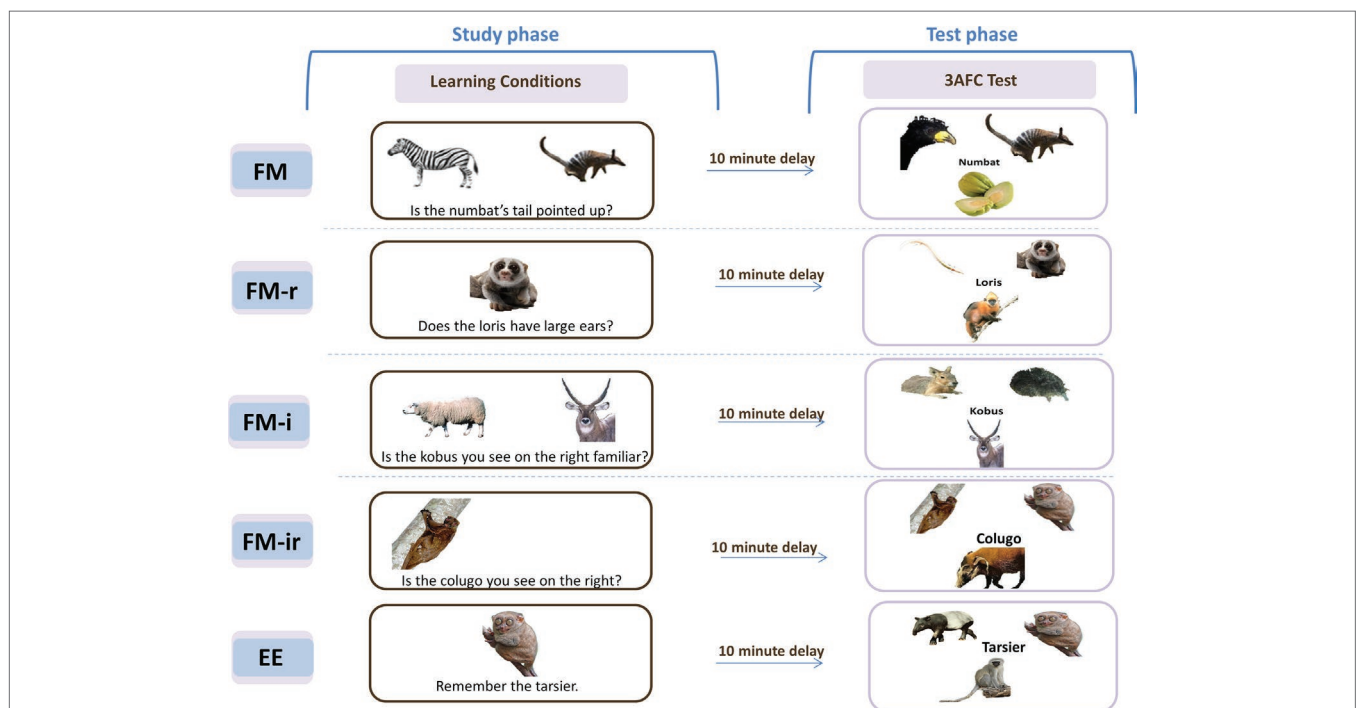 Study phase
Test phase
Learning Conditions
3AFC Test
FM
Is the numbat's tail pointed up?
10 minute delay
Numbat
FM-r
Does the loris have large ears?
10 minute delay
Loris
FM-i
Is the kobus you see on the right familiar?
10 minute delay
Kobus
FM-ir
Is the colugo you see on the right?
10 minute delay
Colugo
EE
Remember the tarsier.
10 minute delay
Tarsier